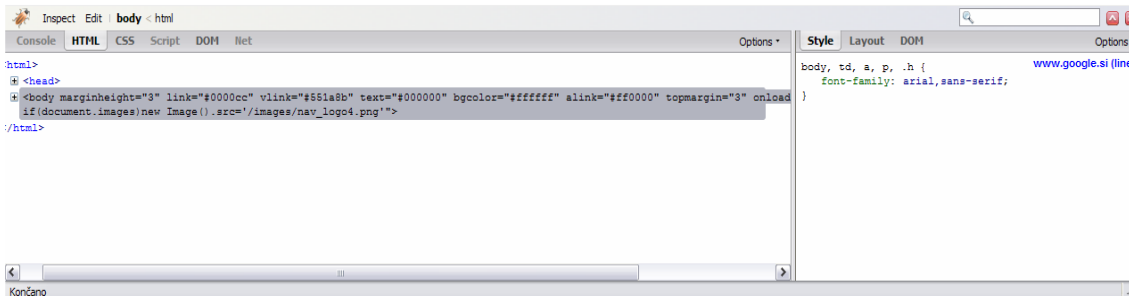 Inspect Edit | body < html
Console HTML CSS Script DOM Net Options
Style Layout DOM Options
html>
<head>
<body marginheight="3" link="#0000cc" vlink="#551a8b" text="#000000" bgcolor="#ffffff" alink="#ff0000" topmargin="3" onload
if(document.images)new Image().src='/images/nav_logo4.png'">
/html>
body, td, a, p, .h { www.google.si (line
font-family: arial,sans-serif;
}
Končano